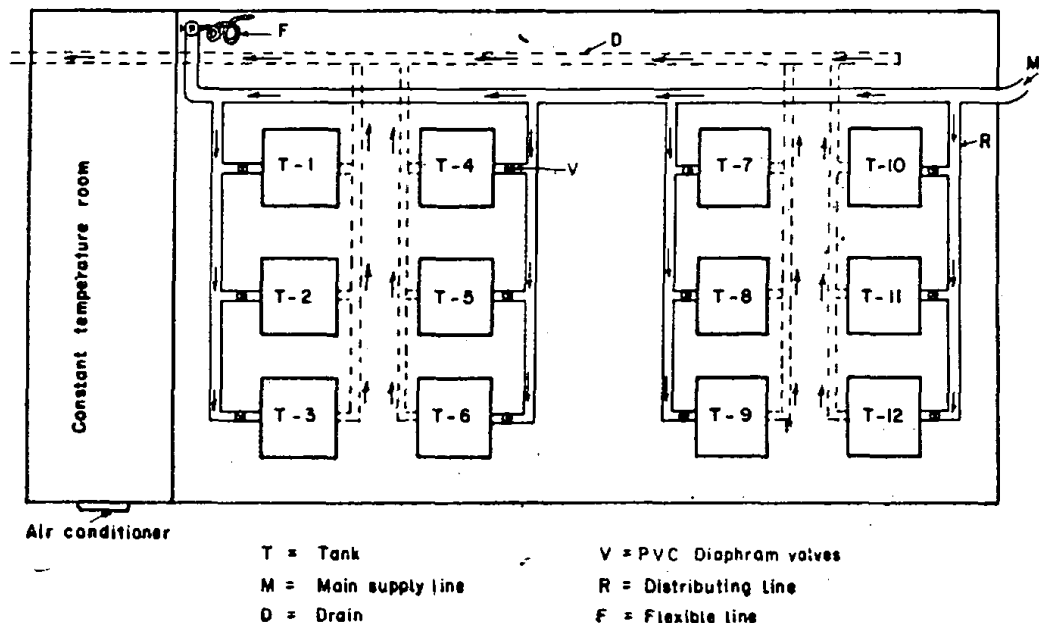 F
D
M
T-1
T-4
V
T-7
T-10
R
T-2
T-5
T-8
T-11
T-3
T-6
T-9
T-12
Constant temperature room
Air conditioner
T = Tank
M = Main supply line
D = Drain
V = PVC Diaphram valves
R = Distributing line
F = Flexible line